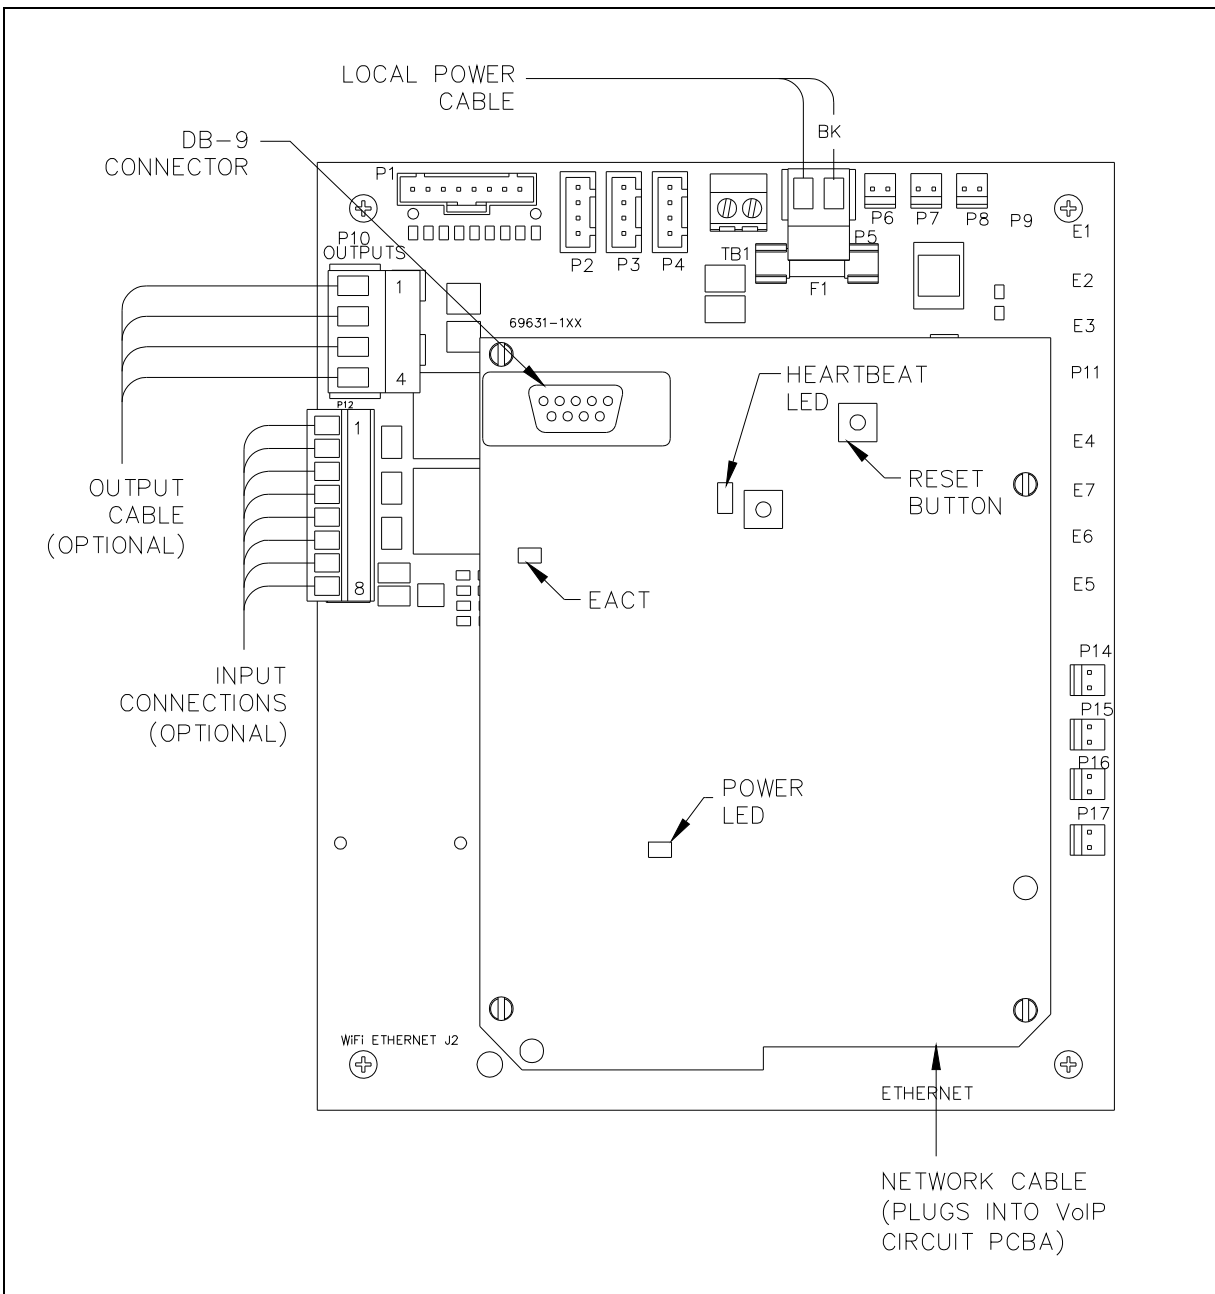 LOCAL POWER
CABLE
BK
DB-9
CONNECTOR
P1
P10
OUTPUTS
P2
P3
P4
TB1
P5
F1
P6
P7
P8
P9
E1
E2
E3
P11
E4
E7
E6
E5
1
4
69631-1XX
P12
1
8
HEARTBEAT
LED
RESET
BUTTON
OUTPUT
CABLE
(OPTIONAL)
EACT
INPUT
CONNECTIONS
(OPTIONAL)
P14
P15
P16
P17
POWER
LED
WiFi ETHERNET J2
ETHERNET
NETWORK CABLE
(PLUGS INTO VoIP
CIRCUIT PCBA)